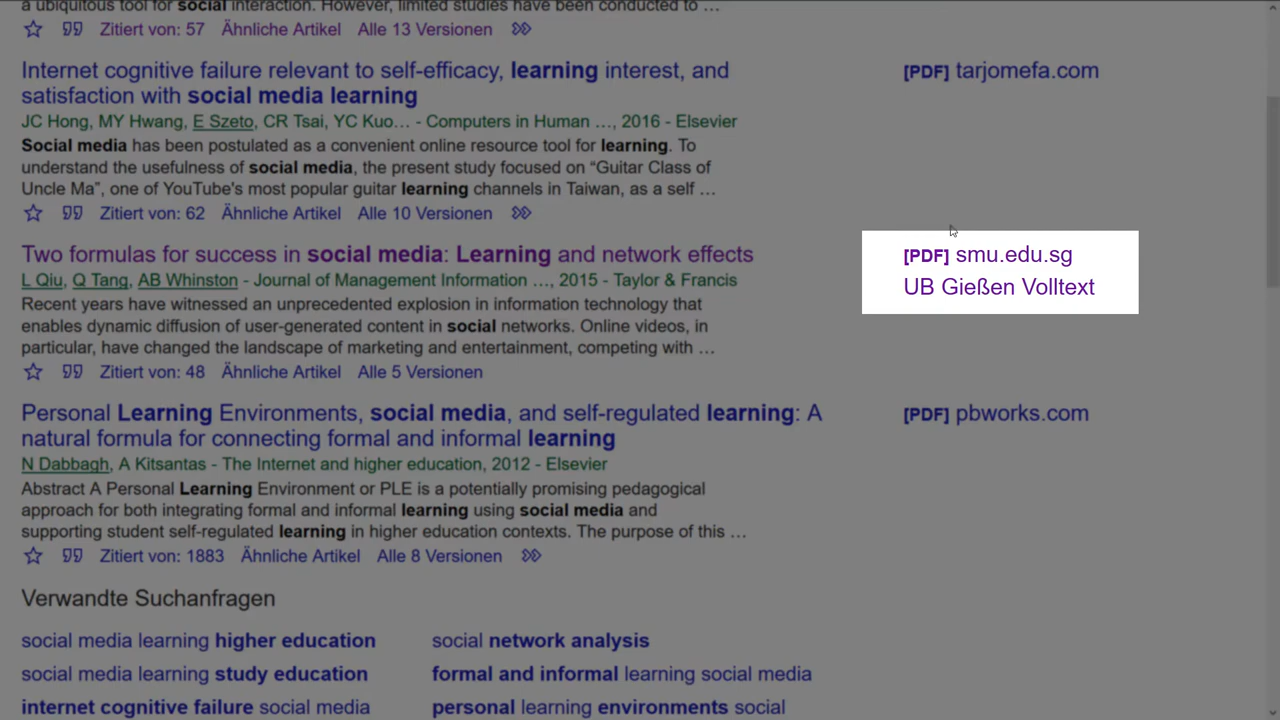 a ubiquitous tool for social interaction. However, limited studies have been conducted to …
Zitiert von: 57 Ähnliche Artikel Alle 13 Versionen
Internet cognitive failure relevant to self-efficacy, learning interest, and
satisfaction with social media learning
[PDF] tarjomefa.com
JC Hong, MY Hwang, E Szeto, CR Tsai, YC Kuo… - Computers in Human …, 2016 - Elsevier
Social media has been postulated as a convenient online resource tool for learning. To
understand the usefulness of social media, the present study focused on “Guitar Class of
Uncle Ma”, one of YouTube's most popular guitar learning channels in Taiwan, as a self …
Zitiert von: 62 Ähnliche Artikel Alle 10 Versionen
Two formulas for success in social media: Learning and network effects
[PDF] smu.edu.sg
UB Gießen Volltext
L Qiu, Q Tang, AB Whinston - Journal of Management Information …, 2015 - Taylor & Francis
Recent years have witnessed an unprecedented explosion in information technology that
enables dynamic diffusion of user-generated content in social networks. Online videos, in
particular, have changed the landscape of marketing and entertainment, competing with …
Zitiert von: 48 Ähnliche Artikel Alle 5 Versionen
Personal Learning Environments, social media, and self-regulated learning: A
natural formula for connecting formal and informal learning
[PDF] pbworks.com
N Dabbagh, A Kitsantas - The Internet and higher education, 2012 - Elsevier
Abstract A Personal Learning Environment or PLE is a potentially promising pedagogical
approach for both integrating formal and informal learning using social media and
supporting student self-regulated learning in higher education contexts. The purpose of this …
Zitiert von: 1883 Ähnliche Artikel Alle 8 Versionen
Verwandte Suchanfragen
social media learning higher education
social network analysis
social media learning study education
formal and informal learning social media
internet cognitive failure social media
personal learning environments social